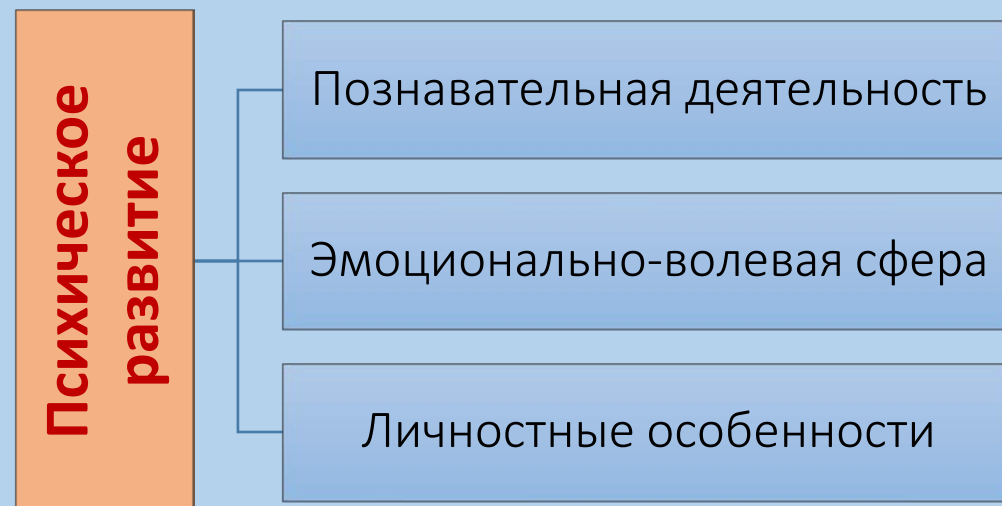 Психическое
развитие
Познавательная деятельность
Эмоционально-волевая сфера
Личностные особенности